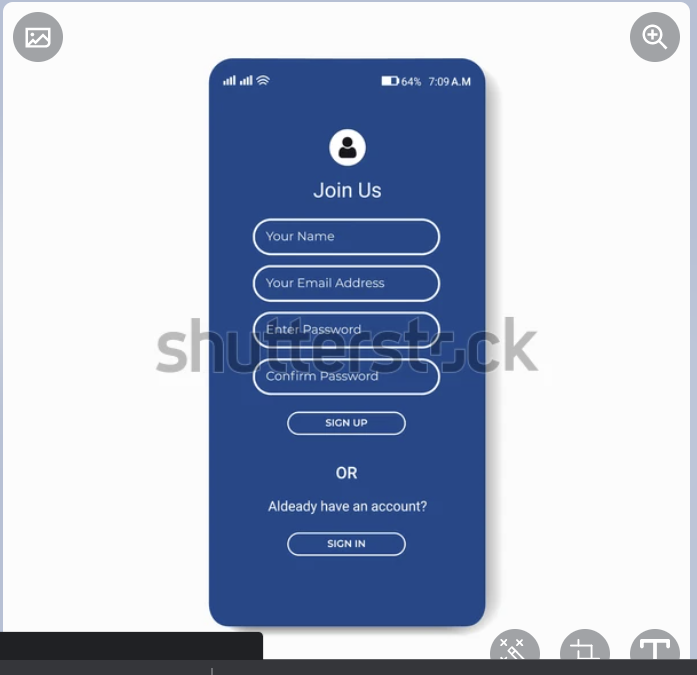 64% 7:09 A.M
Join Us
Your Name
Your Email Address
Enter Password
shutterstock
Confirm Password
SIGN UP
OR
Aldeady have an account?
SIGN IN